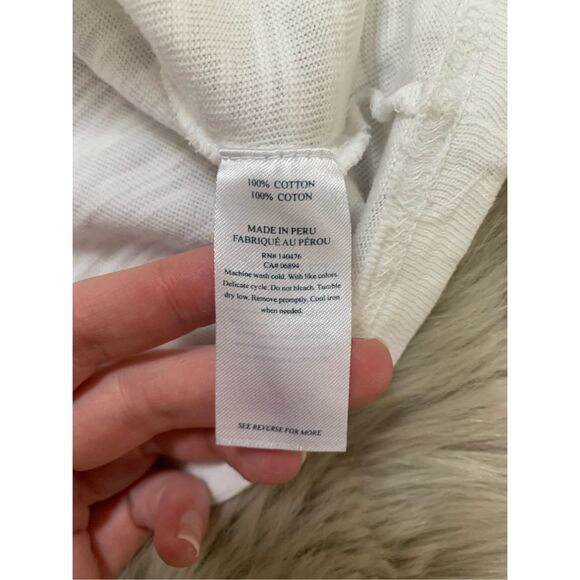 100% COTTON
100% COTON
MADE IN PERU
FABRIQUÉ AU PÉROU
RN# 140476
CA# 06894
Machine wash cold. With like colors.
Delicate cycle. Do not bleach. Tumble
dry low. Remove promptly. Cool iron
when needed.
SEE REVERSE FOR MORE